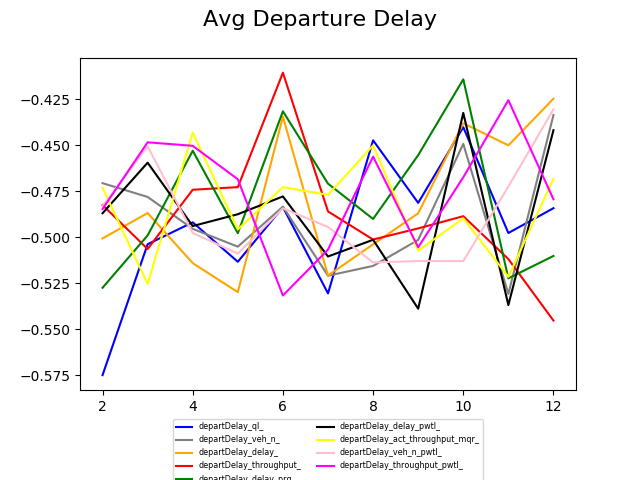 Avg Departure Delay
−0.425
−0.450
−0.475
−0.500
−0.525
−0.550
−0.575
2 4 6 8 10 12
departDelay_ql_
departDelay_veh_n_
departDelay_delay_
departDelay_throughput_
departDelay_delay_prg_
departDelay_delay_pwtl_
departDelay_act_throughput_mqr_
departDelay_veh_n_pwtl_
departDelay_throughput_pwtl_